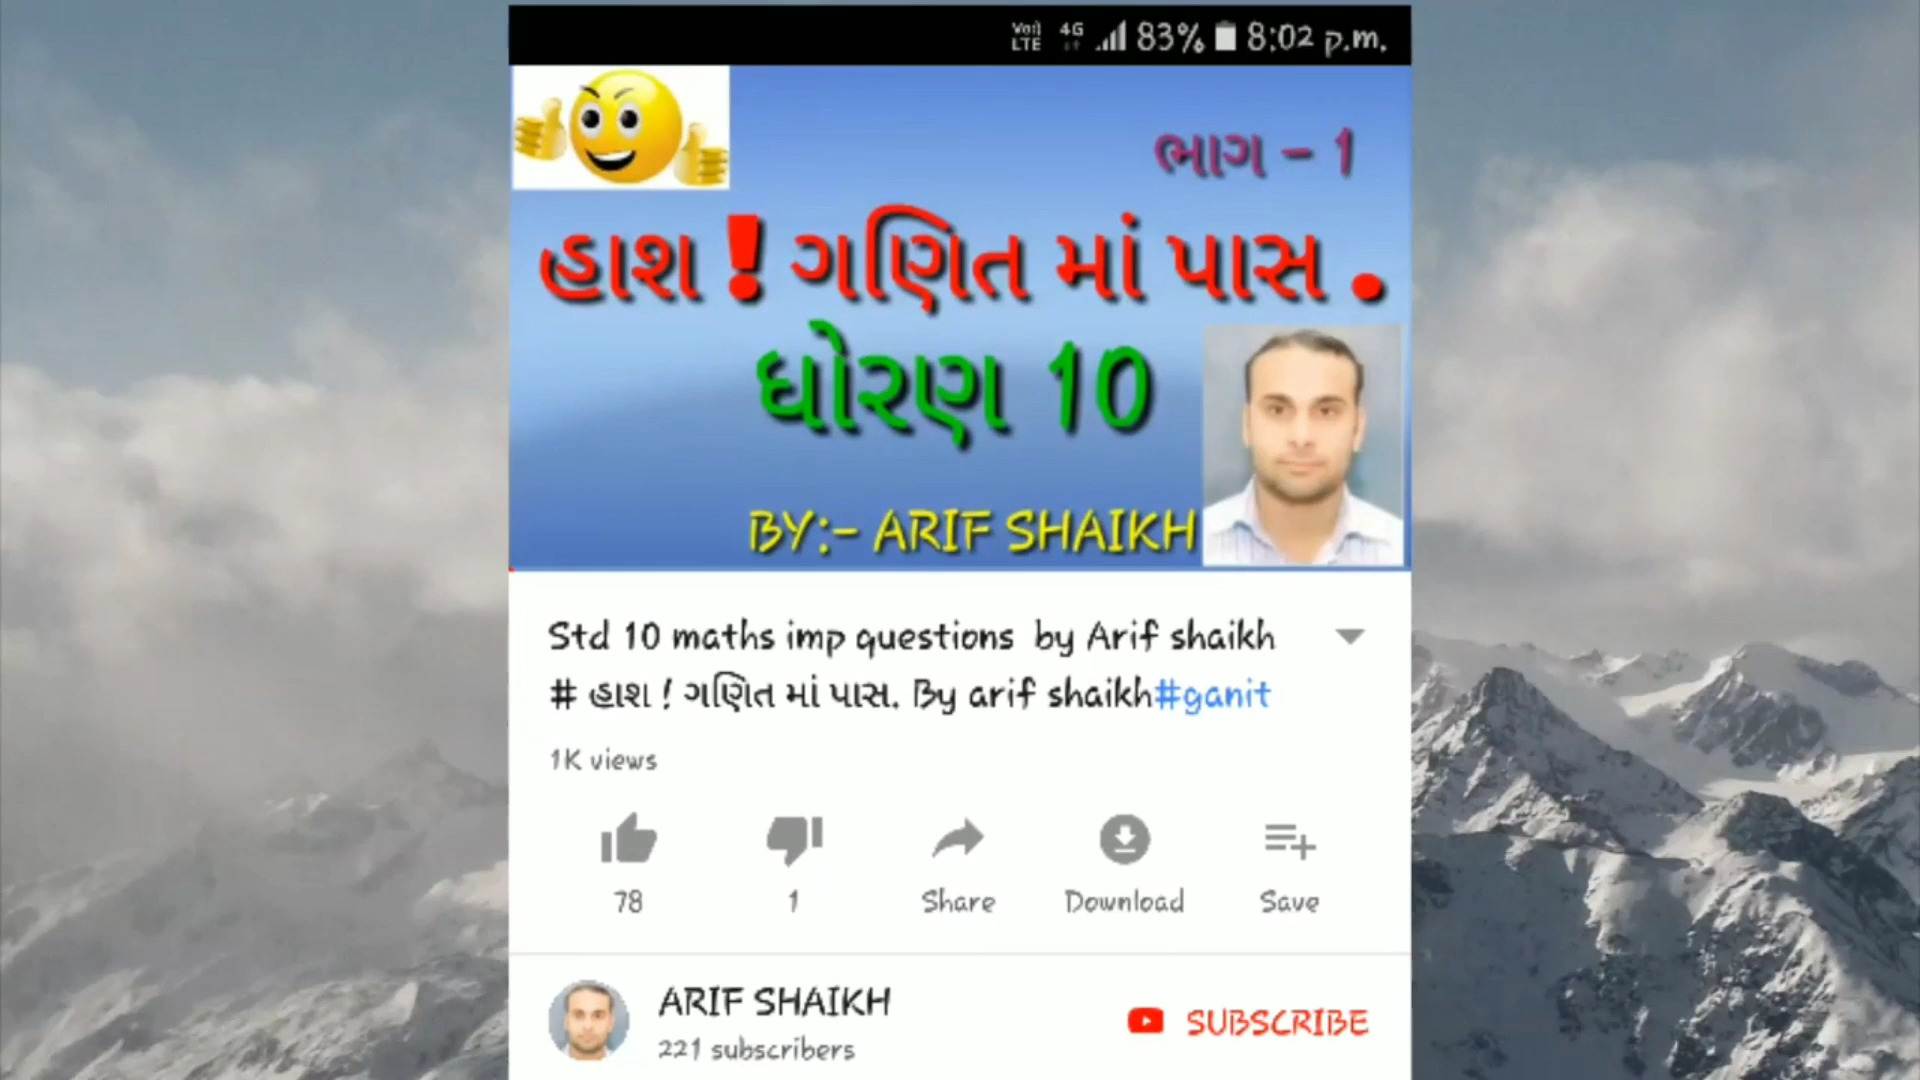 Vo)) LTE 4G 83% 8:02 p.m.
ભાગ - 1
હાશ ! ગણિત માં પાસ .
ધોરણ 10
BY:- ARIF SHAIKH
Std 10 maths imp questions by Arif shaikh
# હાશ ! ગણિત માં પાસ. By arif shaikh#ganit
1K views
78 1 Share Download Save
ARIF SHAIKH
221 subscribers
SUBSCRIBE